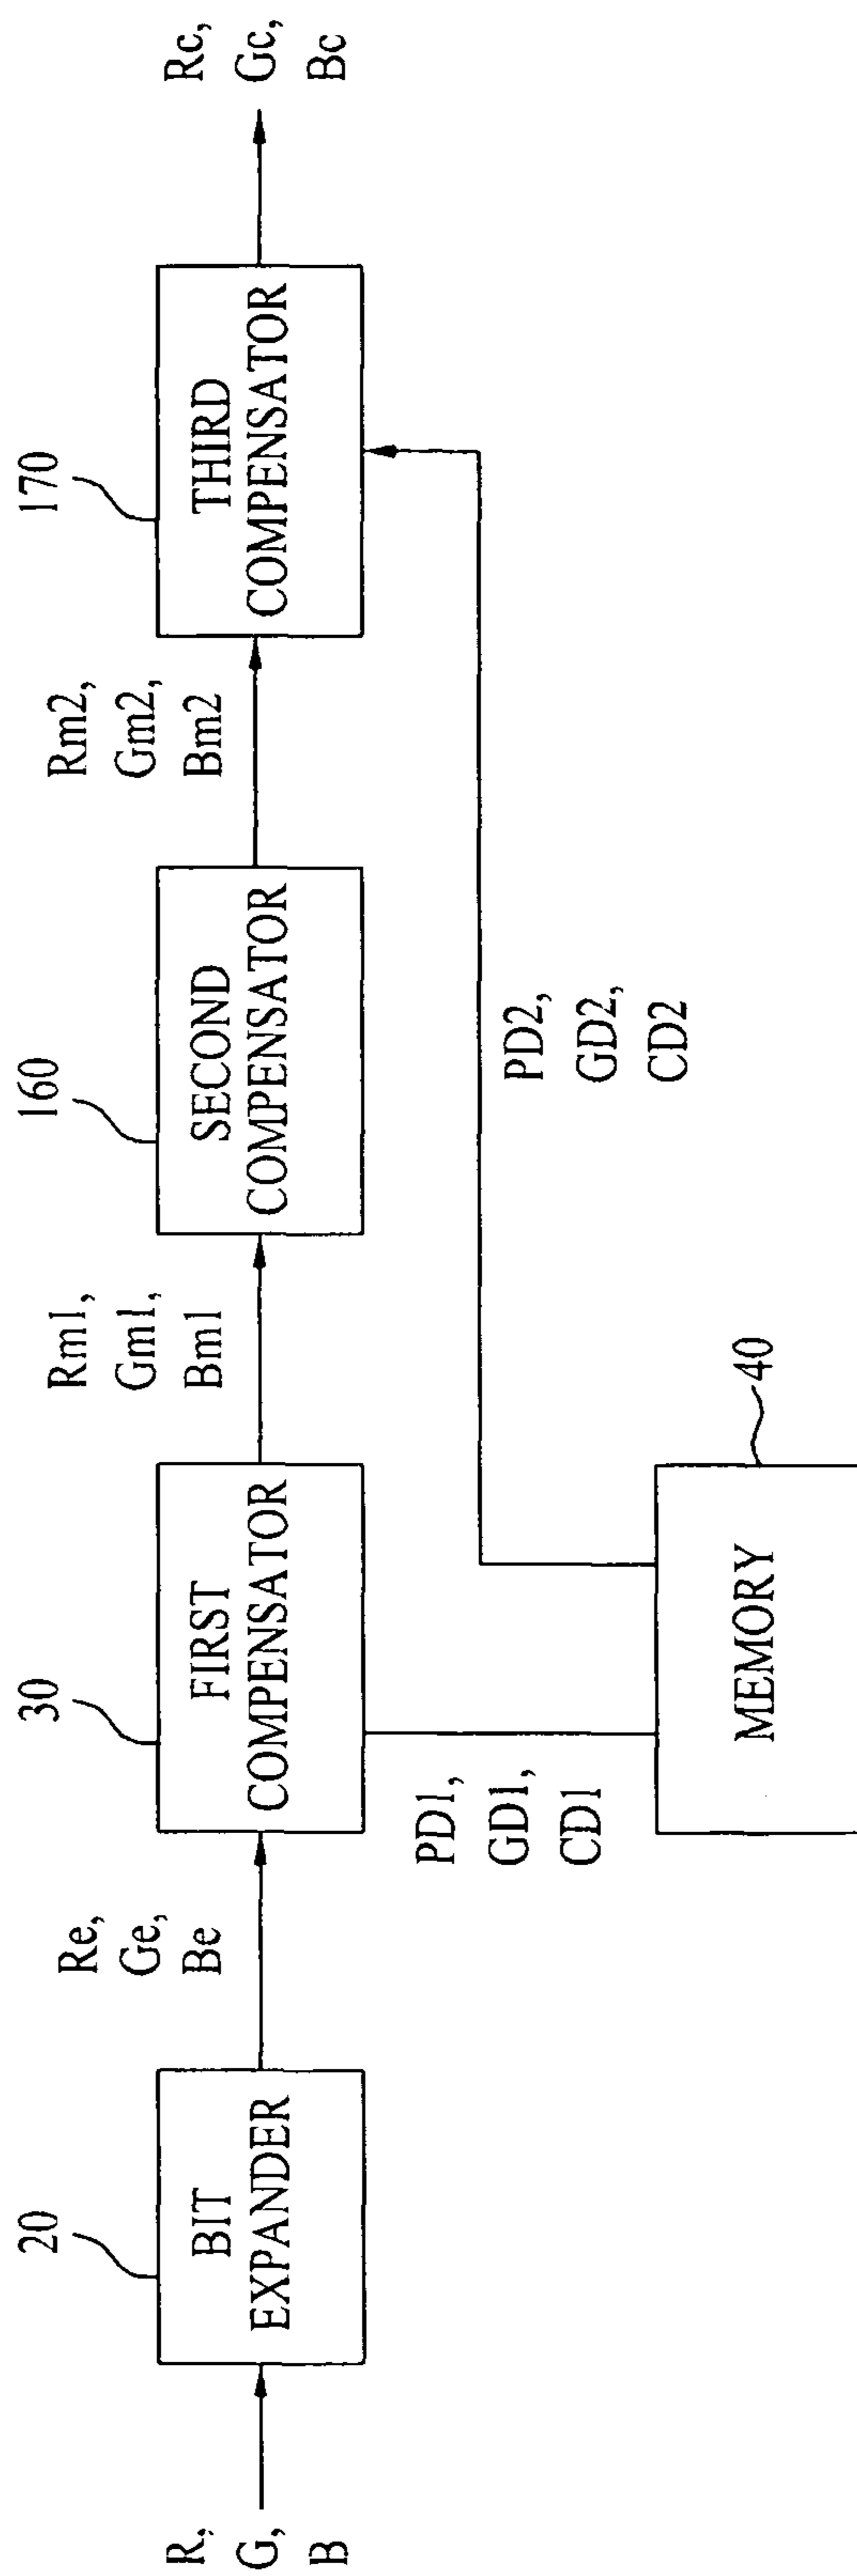 R,
G,
B
20
BIT
EXPANDER
Re,
Ge,
Be
30
FIRST
COMPENSATOR
Rm1,
Gm1,
Bm1
160
SECOND
COMPENSATOR
Rm2,
Gm2,
Bm2
170
THIRD
COMPENSATOR
Rc,
Gc,
Bc
PD1,
GD1,
CD1
PD2,
GD2,
CD2
40
MEMORY